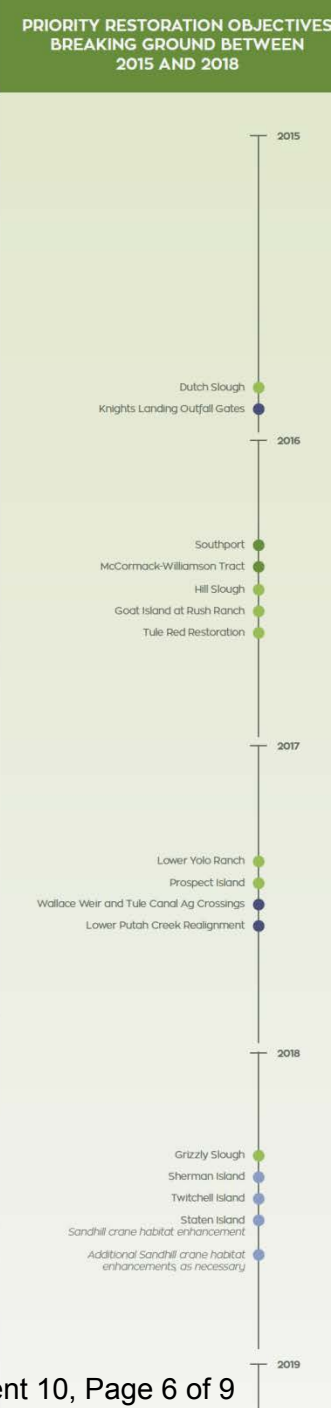 PRIORITY RESTORATION OBJECTIVES
BREAKING GROUND BETWEEN
2015 AND 2018
2015
Dutch Slough
Knights Landing Outfall Gates
2016
Southport
McCormack-Williamson Tract
Hill Slough
Goat Island at Rush Ranch
Tule Red Restoration
2017
Lower Yolo Ranch
Prospect Island
Wallace Weir and Tule Canal Ag Crossings
Lower Putah Creek Realignment
2018
Grizzly Slough
Sherman Island
Twitchell Island
Staten Island
Sandhill crane habitat enhancement
Additional Sandhill crane habitat
enhancements, as necessary
2019
ent 10, Page 6 of 9